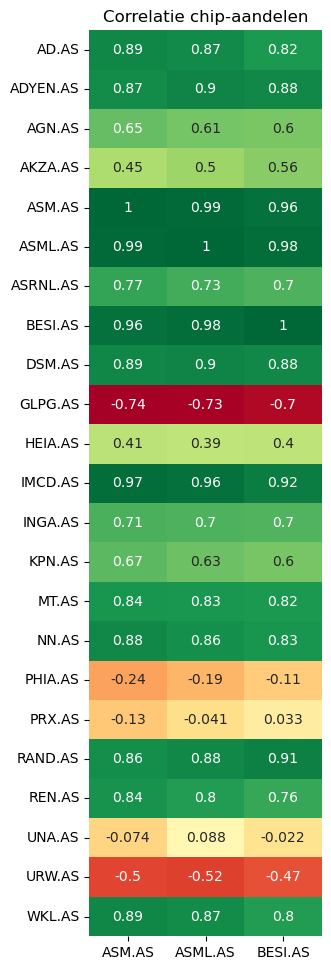 Correlatie chip-aandelen
AD.AS 0.89 0.87 0.82
ADYEN.AS 0.87 0.9 0.88
AGN.AS 0.65 0.61 0.6
AKZA.AS 0.45 0.5 0.56
ASM.AS 1 0.99 0.96
ASML.AS 0.99 1 0.98
ASRNL.AS 0.77 0.73 0.7
BESI.AS 0.96 0.98 1
DSM.AS 0.89 0.9 0.88
GLPG.AS -0.74 -0.73 -0.7
HEIA.AS 0.41 0.39 0.4
IMCD.AS 0.97 0.96 0.92
INGA.AS 0.71 0.7 0.7
KPN.AS 0.67 0.63 0.6
MT.AS 0.84 0.83 0.82
NN.AS 0.88 0.86 0.83
PHIA.AS -0.24 -0.19 -0.11
PRX.AS -0.13 -0.041 0.033
RAND.AS 0.86 0.88 0.91
REN.AS 0.84 0.8 0.76
UNA.AS -0.074 0.088 -0.022
URW.AS -0.5 -0.52 -0.47
WKL.AS 0.89 0.87 0.8
ASM.AS ASML.AS BESI.AS